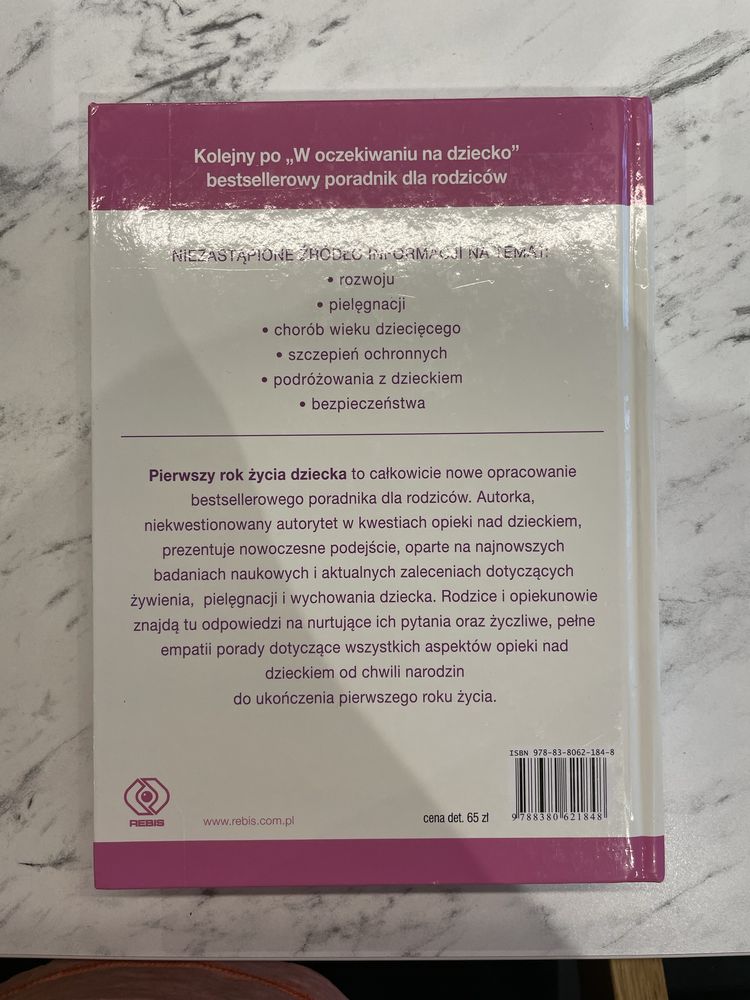 Kolejny po „W oczekiwaniu na dziecko”
bestsellerowy poradnik dla rodziców
NIEZASTĄPIONE ŹRÓDŁO INFORMACJI NA TEMAT:
• rozwoju
• pielęgnacji
• chorób wieku dziecięcego
• szczepień ochronnych
• podróżowania z dzieckiem
• bezpieczeństwa
Pierwszy rok życia dziecka to całkowicie nowe opracowanie
bestsellerowego poradnika dla rodziców. Autorka,
niekwestionowany autorytet w kwestiach opieki nad dzieckiem,
prezentuje nowoczesne podejście, oparte na najnowszych
badaniach naukowych i aktualnych zaleceniach dotyczących
żywienia, pielęgnacji i wychowania dziecka. Rodzice i opiekunowie
znajdą tu odpowiedzi na nurtujące ich pytania oraz życzliwe, pełne
empatii porady dotyczące wszystkich aspektów opieki nad
dzieckiem od chwili narodzin
do ukończenia pierwszego roku życia.
ISBN 978-83-8062-184-8
9788380621848
REBIS
www.rebis.com.pl
cena det. 65 zł